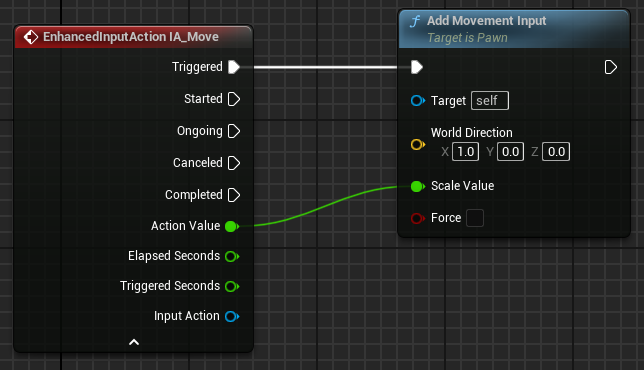 EnhancedInputAction IA_Move
Triggered
Started
Ongoing
Canceled
Completed
Action Value
Elapsed Seconds
Triggered Seconds
Input Action
f Add Movement Input
Target is Pawn
Target self
World Direction
X 1.0 Y 0.0 Z 0.0
Scale Value
Force